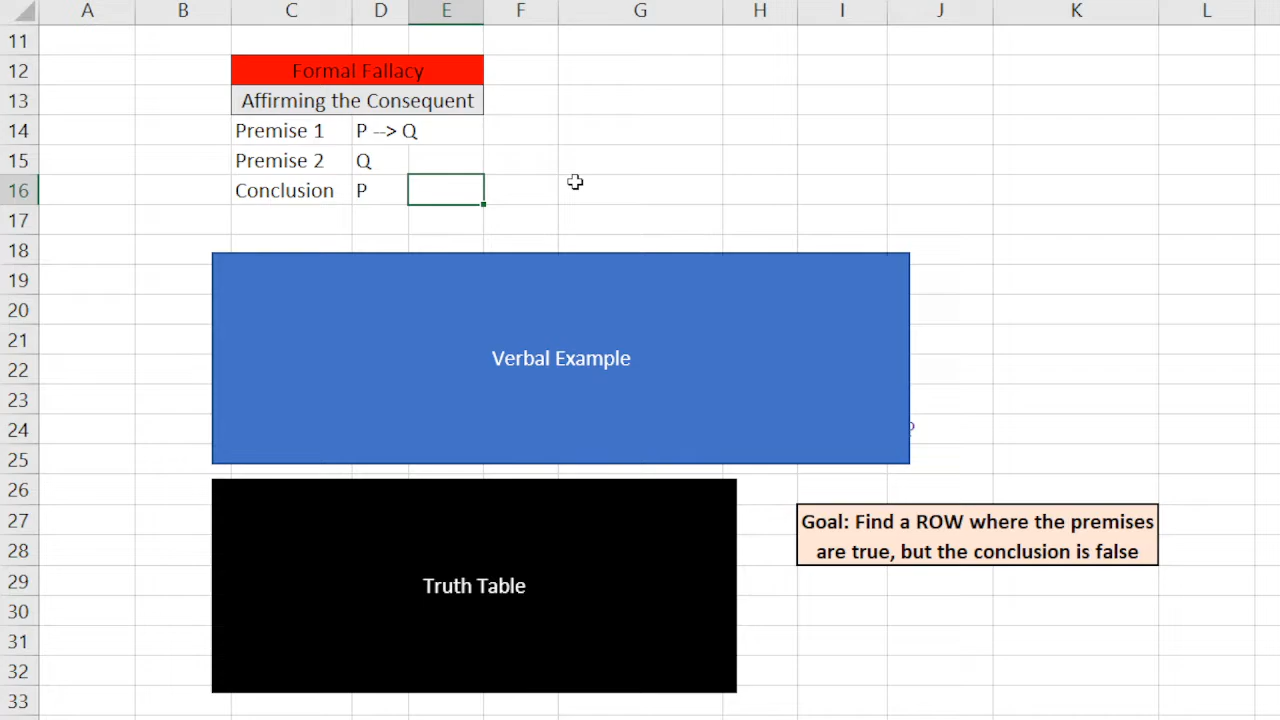 A B C D E F G H I J K L
11
12 Formal Fallacy
13 Affirming the Consequent
14 Premise 1 P --> Q
15 Premise 2 Q
16 Conclusion P
17
18
19
20
21
22
Verbal Example
23
24
25
26
27 Goal: Find a ROW where the premises
28 are true, but the conclusion is false
29
Truth Table
30
31
32
33